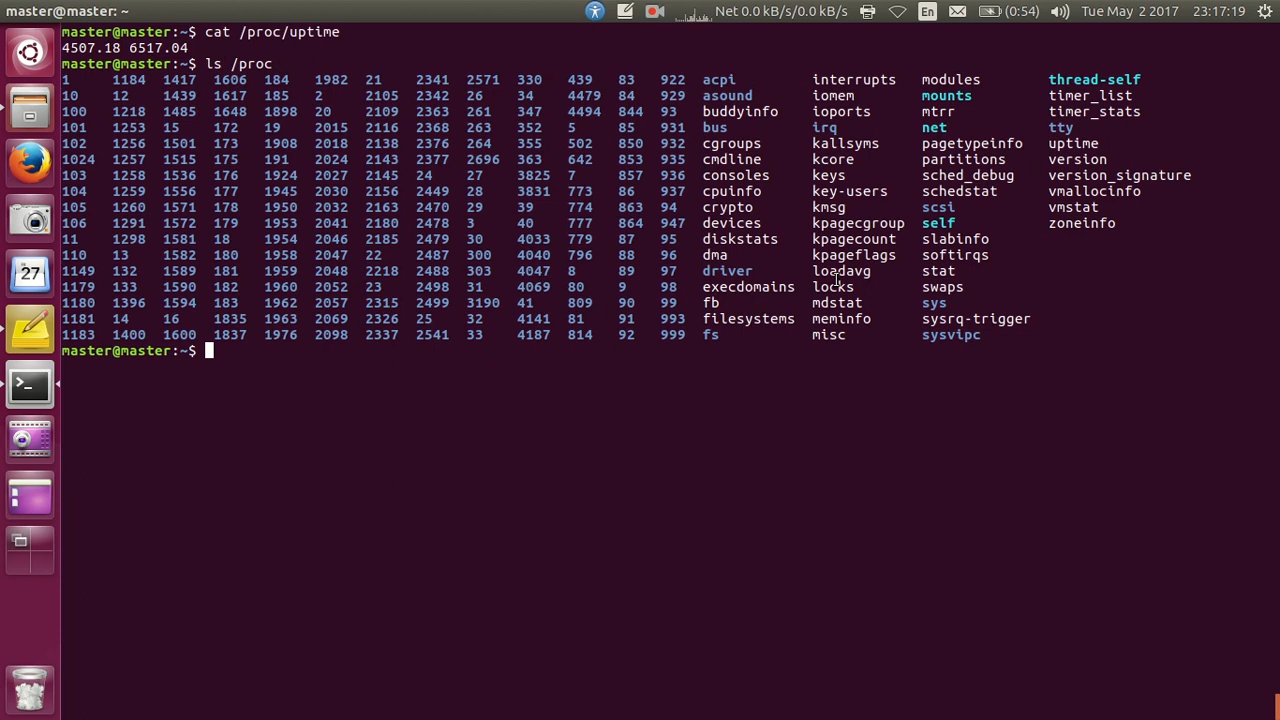 master@master: ~ Net 0.0 kB/s/0.0 kB/s En (0:54) Tue May 2 2017 23:17:19
master@master:~$ cat /proc/uptime
4507.18 6517.04
master@master:~$ ls /proc
1 1184 1417 1606 184 1982 21 2341 2571 330 439 83 922 acpi interrupts modules thread-self
10 12 1439 1617 185 2 2105 2342 26 34 4479 84 929 asound iomem mounts timer_list
100 1218 1485 1648 1898 20 2109 2363 261 347 4494 844 93 buddyinfo ioports mtrr timer_stats
101 1253 15 172 19 2015 2116 2368 263 352 5 85 931 bus irq net tty
102 1256 1501 173 1908 2018 2138 2376 264 355 502 850 932 cgroups kallsyms pagetypeinfo uptime
1024 1257 1515 175 191 2024 2143 2377 2696 363 642 853 935 cmdline kcore partitions version
103 1258 1536 176 1924 2027 2145 24 27 3825 7 857 936 consoles keys sched_debug version_signature
104 1259 1556 177 1945 2030 2156 2449 28 3831 773 86 937 cpuinfo key-users schedstat vmallocinfo
105 1260 1571 178 1950 2032 2163 2470 29 39 774 863 94 crypto kmsg scsi vmstat
106 1291 1572 179 1953 2041 2180 2478 3 40 777 864 947 devices kpagecgroup self zoneinfo
11 1298 1581 18 1954 2046 2185 2479 30 4033 779 87 95 diskstats kpagecount slabinfo
110 13 1582 180 1958 2047 22 2487 300 4040 796 88 96 dma kpageflags softirqs
1149 132 1589 181 1959 2048 2218 2488 303 4047 8 89 97 driver loadavg stat
1179 133 1590 182 1960 2052 23 2498 31 4069 80 9 98 execdomains locks swaps
1180 1396 1594 183 1962 2057 2315 2499 3190 41 809 90 99 fb mdstat sys
1181 14 16 1835 1963 2069 2326 25 32 4141 81 91 993 filesystems meminfo sysrq-trigger
1183 1400 1600 1837 1976 2098 2337 2541 33 4187 814 92 999 fs misc sysvipc
master@master:~$
27